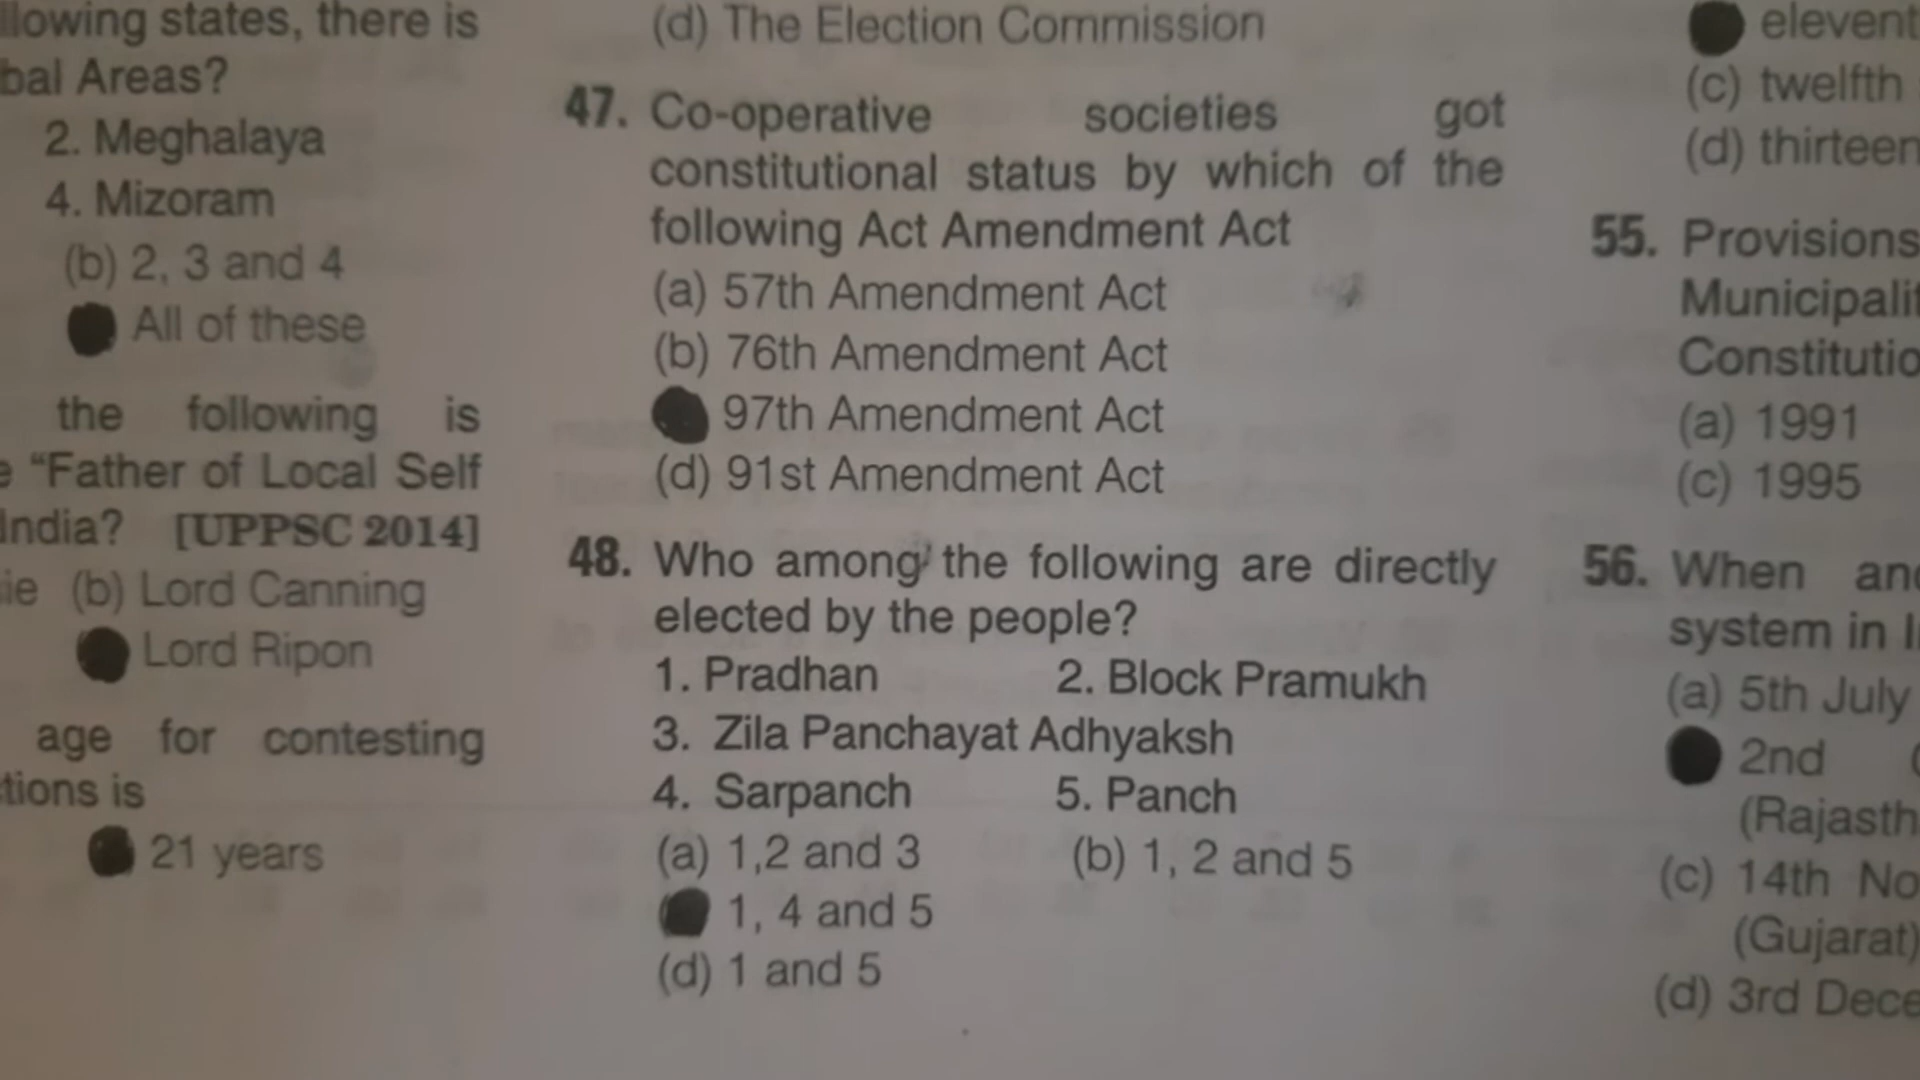 lowing states, there is
bal Areas?
2. Meghalaya
4. Mizoram
(b) 2, 3 and 4
All of these
the following is
"Father of Local Self
India? [UPPSC 2014]
ie (b) Lord Canning
Lord Ripon
age for contesting
tions is
21 years
(d) The Election Commission
47. Co-operative societies got
constitutional status by which of the
following Act Amendment Act
(a) 57th Amendment Act
(b) 76th Amendment Act
97th Amendment Act
(d) 91st Amendment Act
48. Who among the following are directly
elected by the people?
1. Pradhan 2. Block Pramukh
3. Zila Panchayat Adhyaksh
4. Sarpanch 5. Panch
(a) 1,2 and 3 (b) 1, 2 and 5
1, 4 and 5
(d) 1 and 5
elevent
(c) twelfth
(d) thirteen
55. Provisions
Municipalit
Constitutio
(a) 1991
(c) 1995
56. When and
system in I
(a) 5th July
2nd
(Rajasth
(c) 14th No
(Gujarat)
(d) 3rd Dece